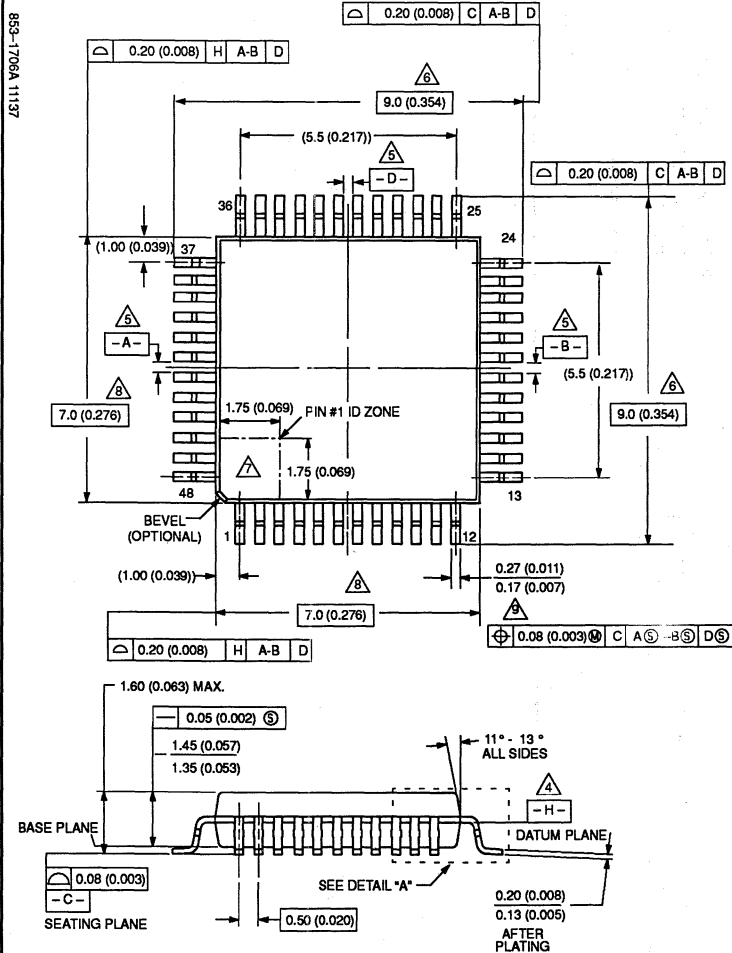 853-1706A 11137
0.20 (0.008) C A-B D
0.20 (0.008) H A-B D
6
9.0 (0.354)
(5.5 (0.217))
5
-D-
0.20 (0.008) C A-B D
36
25
24
(1.00 (0.039))
37
5
-A-
5
-B-
(5.5 (0.217))
8
7.0 (0.276)
6
9.0 (0.354)
1.75 (0.069)
PIN #1 ID ZONE
7
1.75 (0.069)
48
13
BEVEL
(OPTIONAL)
1
12
(1.00 (0.039))
8
7.0 (0.276)
0.27 (0.011)
0.17 (0.007)
9
⌖ 0.08 (0.003)Ⓜ C AⓈ -BⓈ DⓈ
0.20 (0.008) H A-B D
1.60 (0.063) MAX.
— 0.05 (0.002) Ⓢ
1.45 (0.057)
1.35 (0.053)
11° - 13 °
ALL SIDES
4
-H-
BASE PLANE
DATUM PLANE
0.08 (0.003)
-C-
SEATING PLANE
SEE DETAIL "A"
0.50 (0.020)
0.20 (0.008)
0.13 (0.005)
AFTER
PLATING